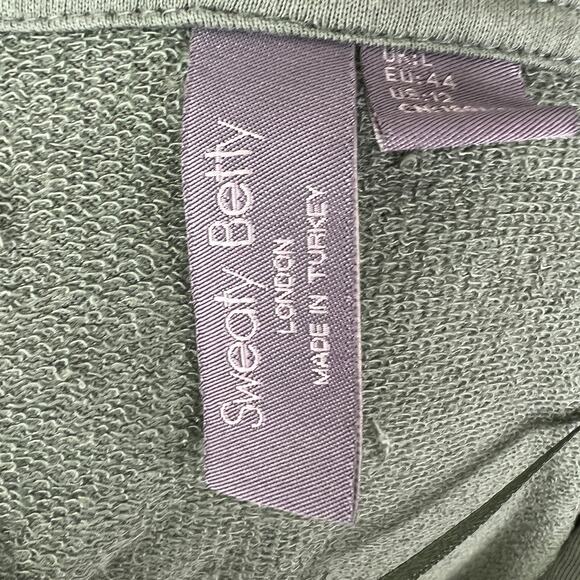 Sweaty Betty
LONDON
MADE IN TURKEY
UK:L
EU:44
US:12